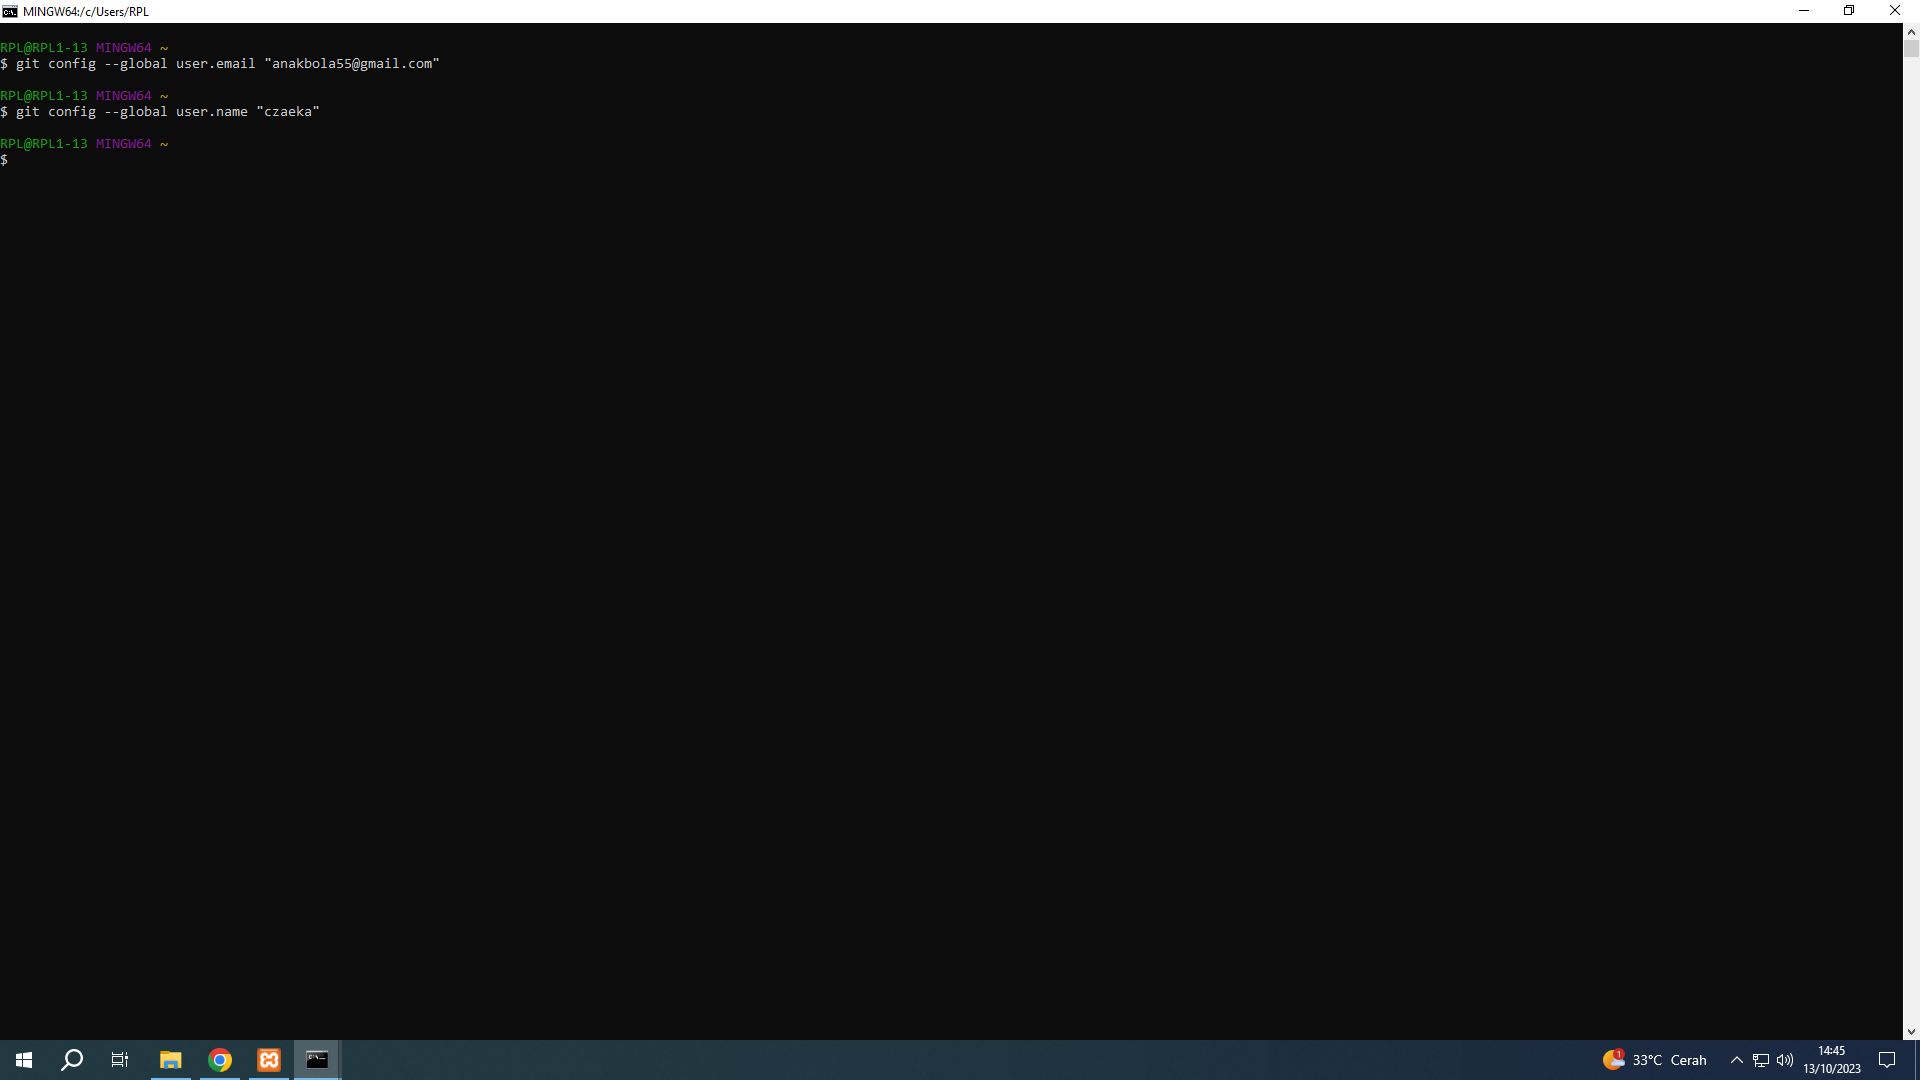 MINGW64:/c/Users/RPL
RPL@RPL1-13 MINGW64 ~
$ git config --global user.email "anakbola55@gmail.com"
RPL@RPL1-13 MINGW64 ~
$ git config --global user.name "czaeka"
RPL@RPL1-13 MINGW64 ~
$
1
33°C Cerah
14:45
13/10/2023